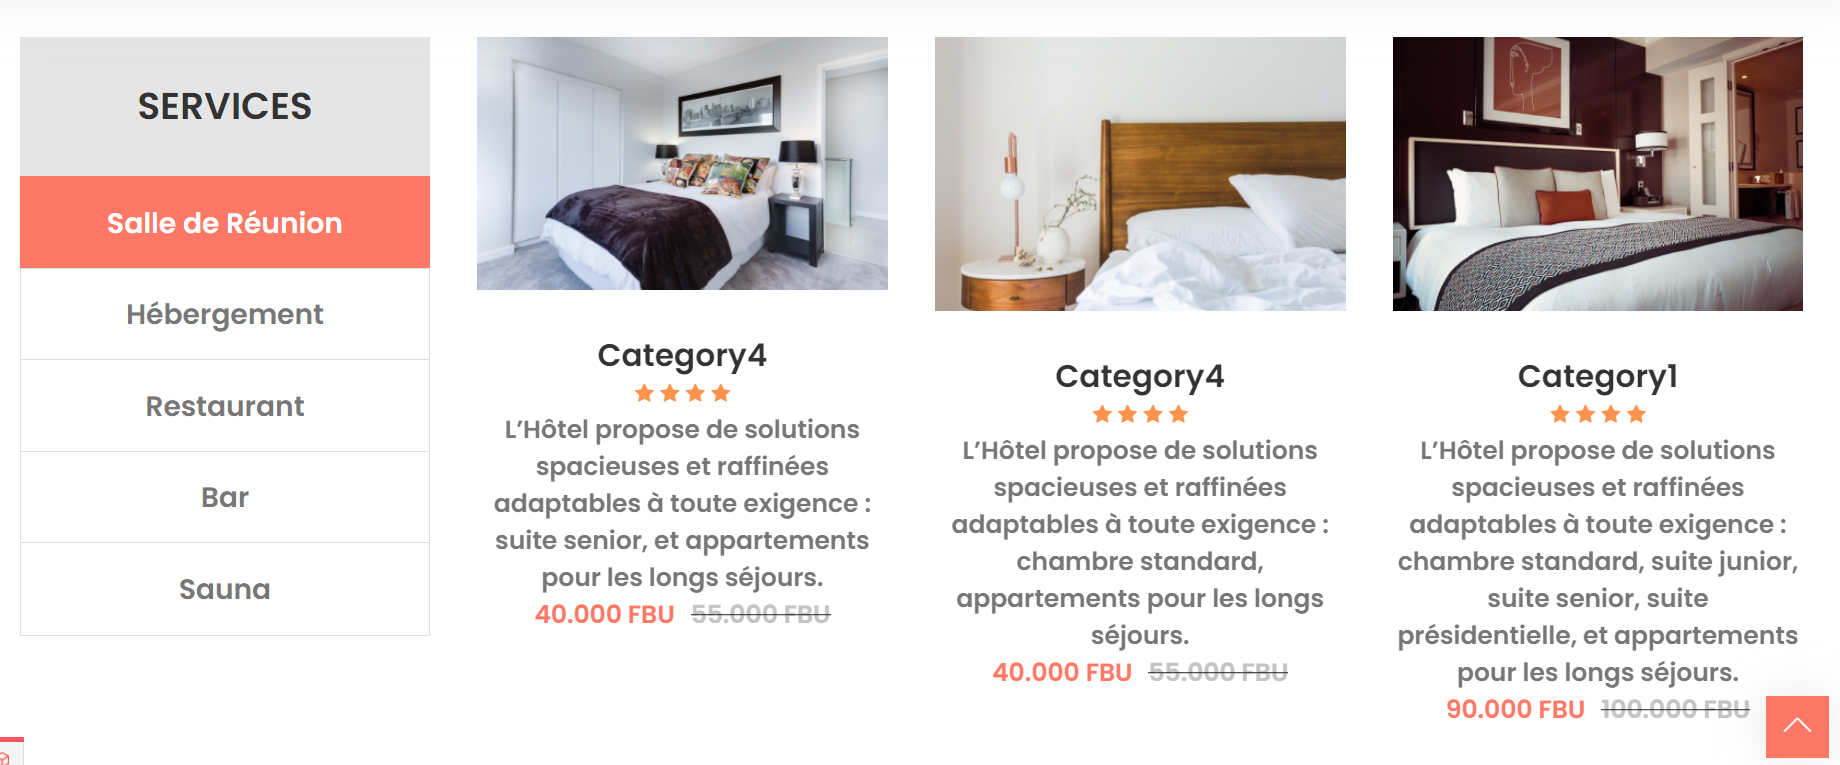 SERVICES
Salle de Réunion
Hébergement
Restaurant
Bar
Sauna
Category4
L’Hôtel propose de solutions
spacieuses et raffinées
adaptables à toute exigence :
suite senior, et appartements
pour les longs séjours.
40.000 FBU 55.000 FBU
Category4
L’Hôtel propose de solutions
spacieuses et raffinées
adaptables à toute exigence :
chambre standard,
appartements pour les longs
séjours.
40.000 FBU 55.000 FBU
Category1
L’Hôtel propose de solutions
spacieuses et raffinées
adaptables à toute exigence :
chambre standard, suite junior,
suite senior, suite
présidentielle, et appartements
pour les longs séjours.
90.000 FBU 100.000 FBU